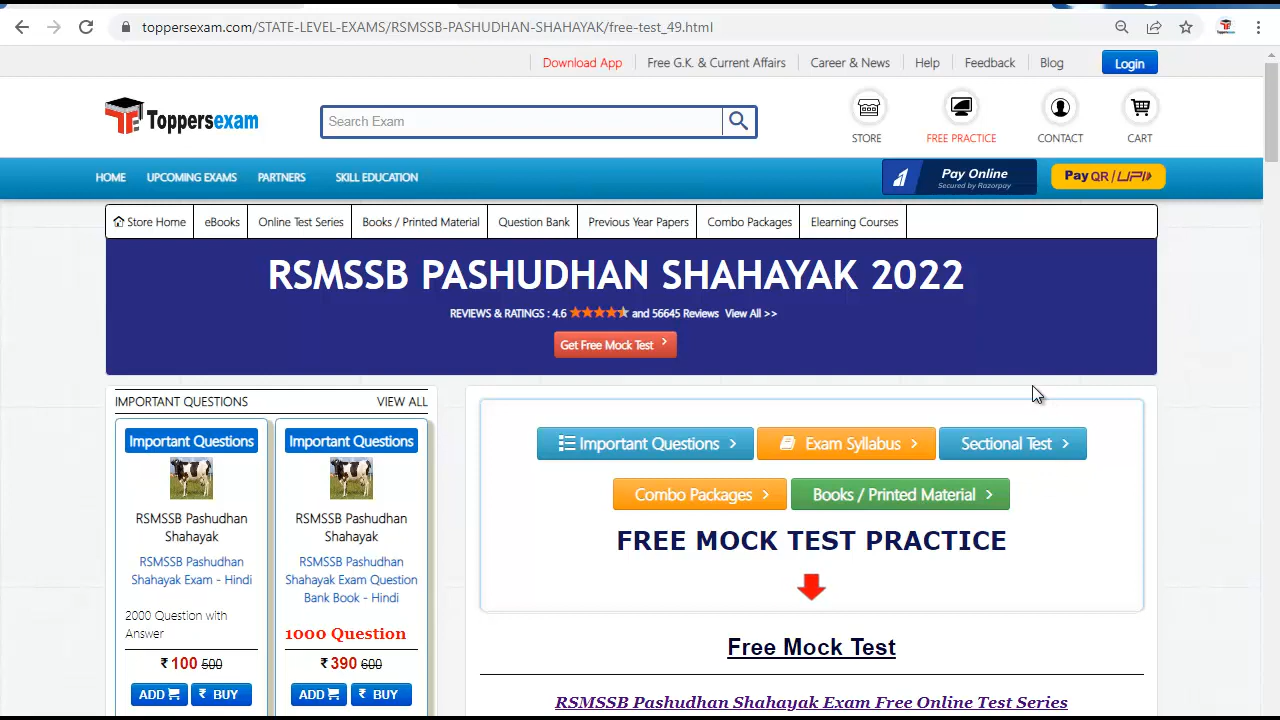 toppersexam.com/STATE-LEVEL-EXAMS/RSMSSB-PASHUDHAN-SHAHAYAK/free-test_49.html
Download App Free G.K. & Current Affairs Career & News Help Feedback Blog Login
Toppersexam
Search Exam
STORE FREE PRACTICE CONTACT CART
HOME UPCOMING EXAMS PARTNERS SKILL EDUCATION
Pay Online
Secured by Razorpay
Pay QR / UPI
Store Home eBooks Online Test Series Books / Printed Material Question Bank Previous Year Papers Combo Packages Elearning Courses
RSMSSB PASHUDHAN SHAHAYAK 2022
REVIEWS & RATINGS : 4.6 and 56645 Reviews View All >>
Get Free Mock Test >
IMPORTANT QUESTIONS VIEW ALL
Important Questions
RSMSSB Pashudhan
Shahayak
RSMSSB Pashudhan
Shahayak Exam - Hindi
2000 Question with
Answer
₹ 100 500
ADD ₹ BUY
Important Questions
RSMSSB Pashudhan
Shahayak
RSMSSB Pashudhan
Shahayak Exam Question
Bank Book - Hindi
1000 Question
₹ 390 600
ADD ₹ BUY
Important Questions > Exam Syllabus > Sectional Test >
Combo Packages > Books / Printed Material >
FREE MOCK TEST PRACTICE
Free Mock Test
RSMSSB Pashudhan Shahayak Exam Free Online Test Series